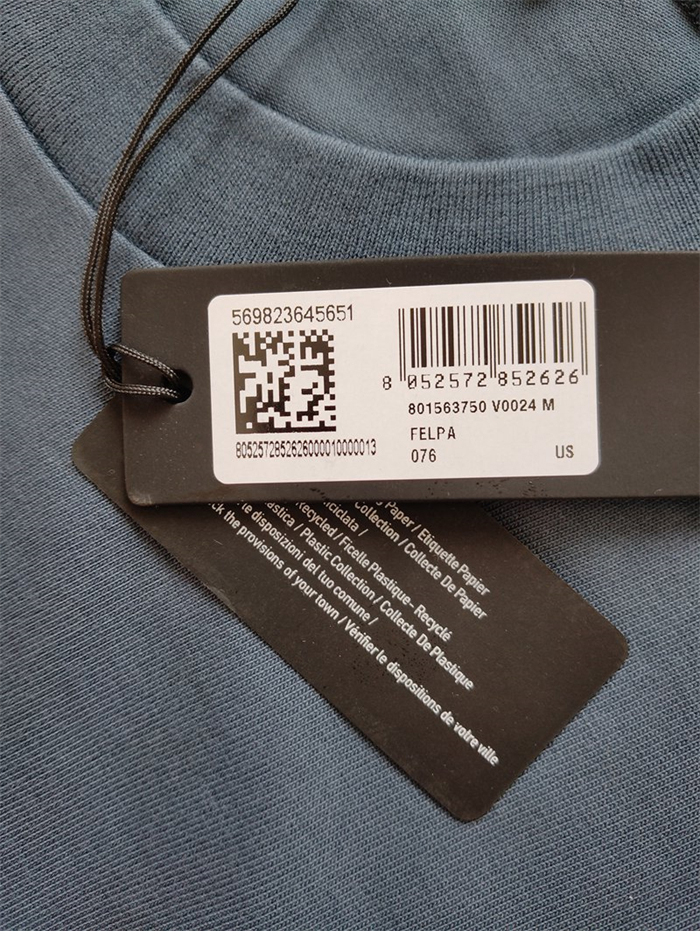 569823645651
8 052572 852626
8052572852626000010000013
801563750 V0024 M
FELPA
076
US
Paper / Etiquette Papier
Collection / Collecte De Papier
Recycled / Ficelle Plastique- Recyclé
/ Plastic Collection / Collecte De Plastique
le disposizioni del tuo comune /
the provisions of your town / Vérifier le dispositions de votre ville